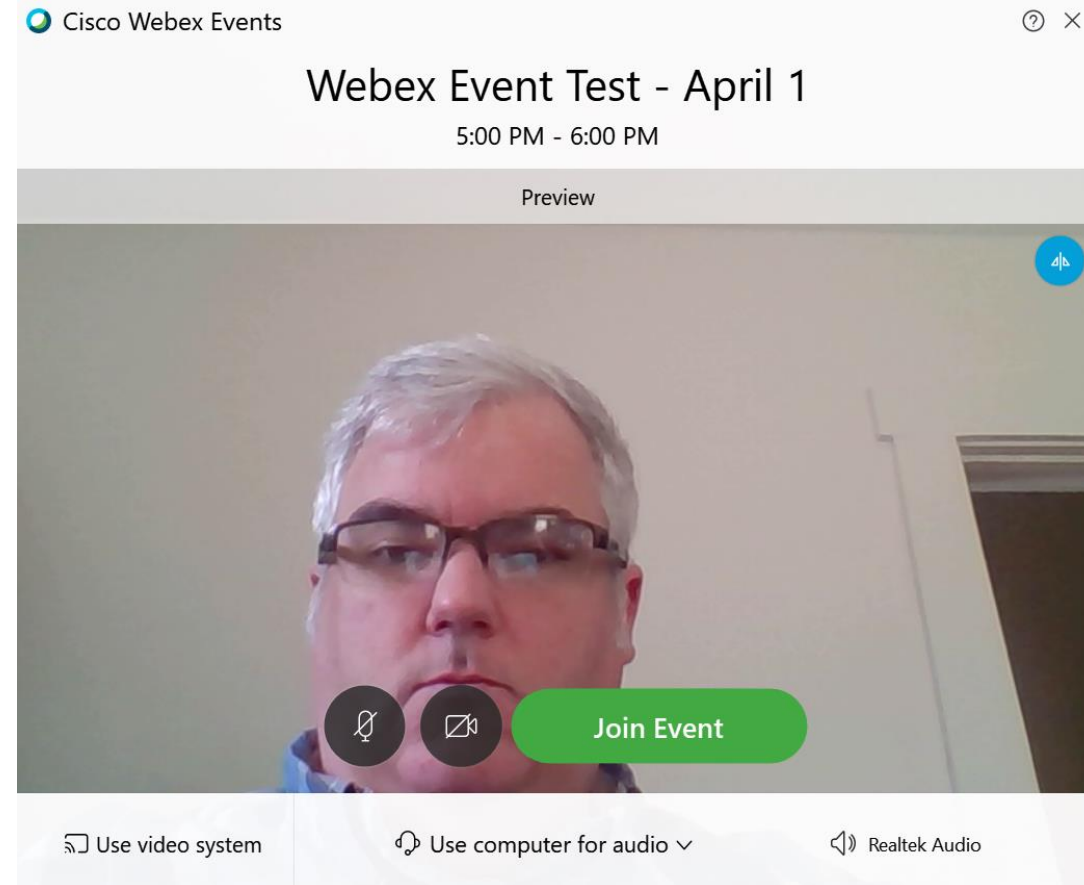 Cisco Webex Events
Webex Event Test - April 1
5:00 PM - 6:00 PM
Preview
Join Event
Use video system
Use computer for audio
Realtek Audio